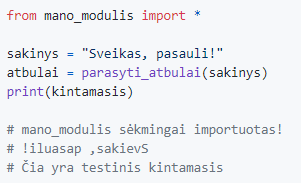 from mano_modulis import *
sakinys = "Sveikas, pasauli!"
atbulai = parasyti_atbulai(sakinys)
print(kintamasis)
# mano_modulis sėkmingai importuotas!
# !iluasap ,sakievS
# Čia yra testinis kintamasis